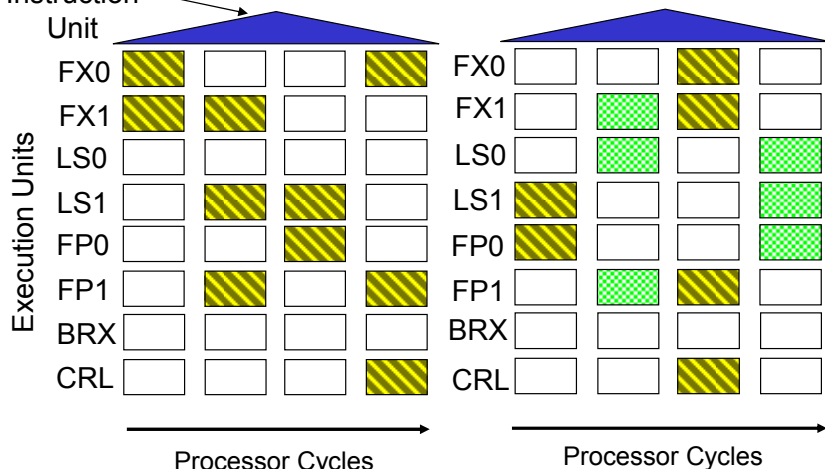 Instruction
Unit
FX0
FX1
LS0
LS1
FP0
FP1
BRX
CRL
Execution Units
Processor Cycles
FX0
FX1
LS0
LS1
FP0
FP1
BRX
CRL
Processor Cycles